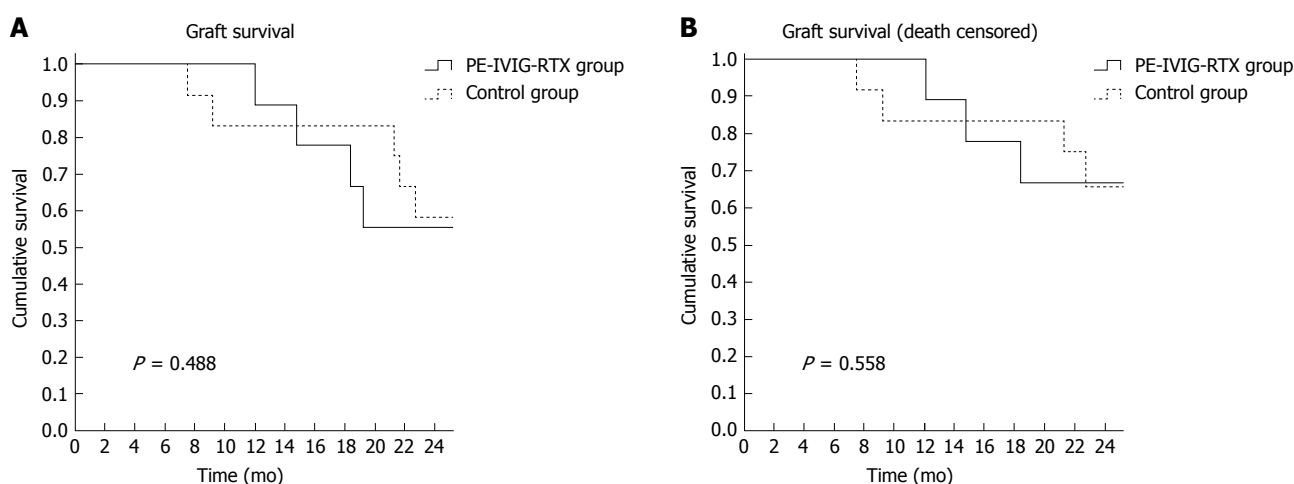 A
Graft survival
PE-IVIG-RTX group
Control group
Cumulative survival
1.0
0.9
0.8
0.7
0.6
0.5
0.4
0.3
0.2
0.1
0.0
P = 0.488
0 2 4 6 8 10 12 14 16 18 20 22 24
Time (mo)
B
Graft survival (death censored)
PE-IVIG-RTX group
Control group
Cumulative survival
1.0
0.9
0.8
0.7
0.6
0.5
0.4
0.3
0.2
0.1
0.0
P = 0.558
0 2 4 6 8 10 12 14 16 18 20 22 24
Time (mo)